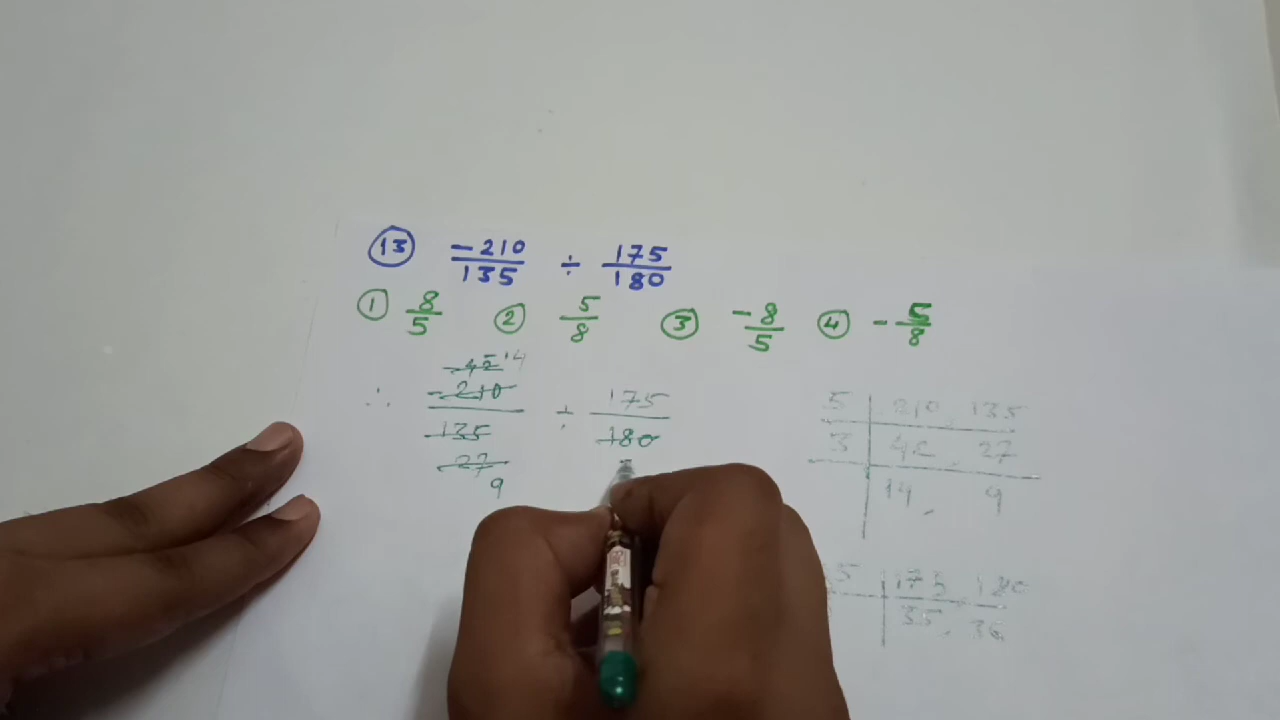 13 -210/135 ÷ 175/180
1 8/5 2 5/8 3 -8/5 4 -5/8
42 14
∴ -210/135 ÷ 175/180
27
9
5 210, 135
3 42, 27
14, 9
5 175, 180
35, 36